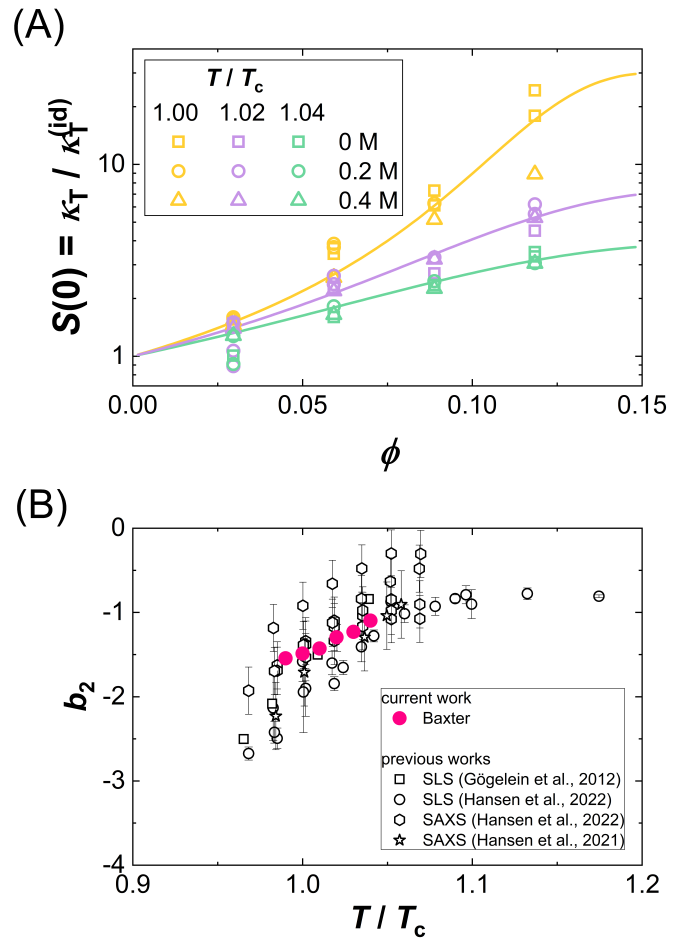 (A)
S(0) = κT / κT(id)
10
1
T / Tc
1.00 1.02 1.04
0 M
0.2 M
0.4 M
0.00 0.05 0.10 0.15
ϕ
(B)
b2
0
-1
-2
-3
-4
current work
Baxter
previous works
SLS (Gögelein et al., 2012)
SLS (Hansen et al., 2022)
SAXS (Hansen et al., 2022)
SAXS (Hansen et al., 2021)
0.9 1.0 1.1 1.2
T / Tc